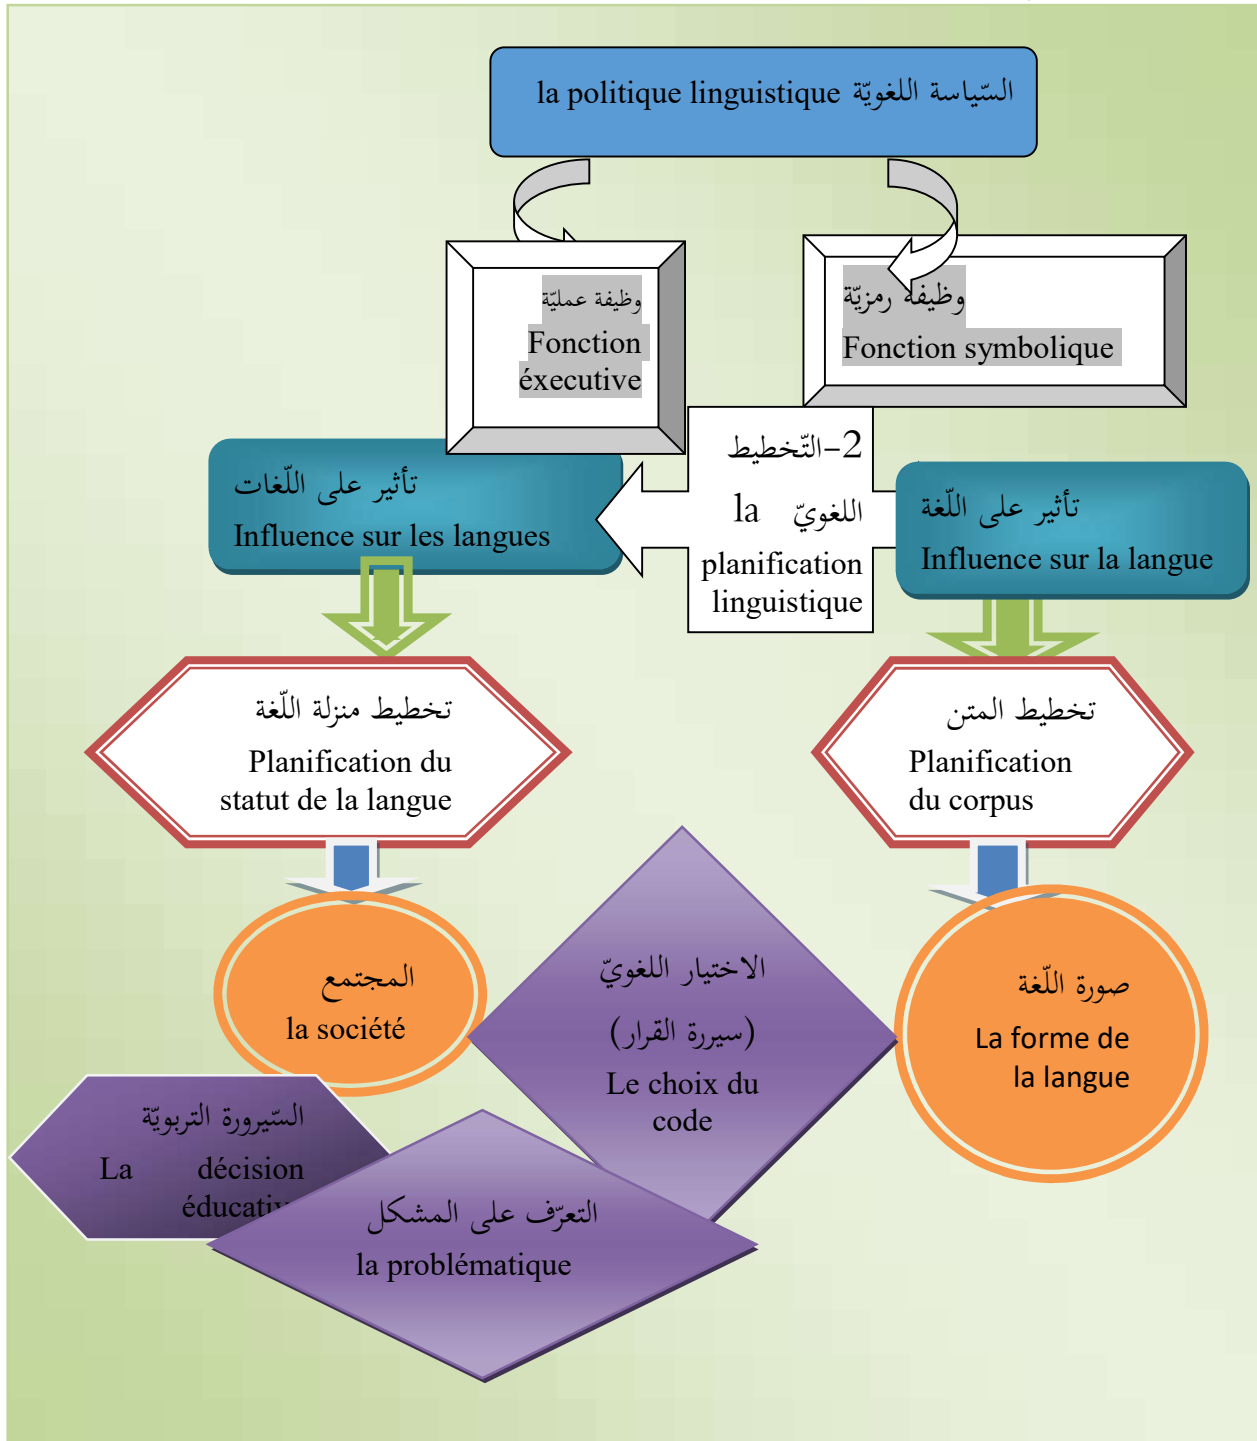 السّياسة اللغويّة la politique linguistique
وظيفة رمزيّة
Fonction symbolique
وظيفة عمليّة
Fonction
éxecutive
2-التّخطيط
اللغويّ la
planification
linguistique
تأثير على اللّغة
Influence sur la langue
تأثير على اللّغات
Influence sur les langues
تخطيط المتن
Planification
du corpus
تخطيط منزلة اللّغة
Planification du
statut de la langue
صورة اللّغة
La forme de
la langue
الاختيار اللغويّ
(سيررة القرار)
Le choix du
code
المجتمع
la société
السّيرورة التربويّة
La décision
éducativ
التعرّف على المشكل
la problématique